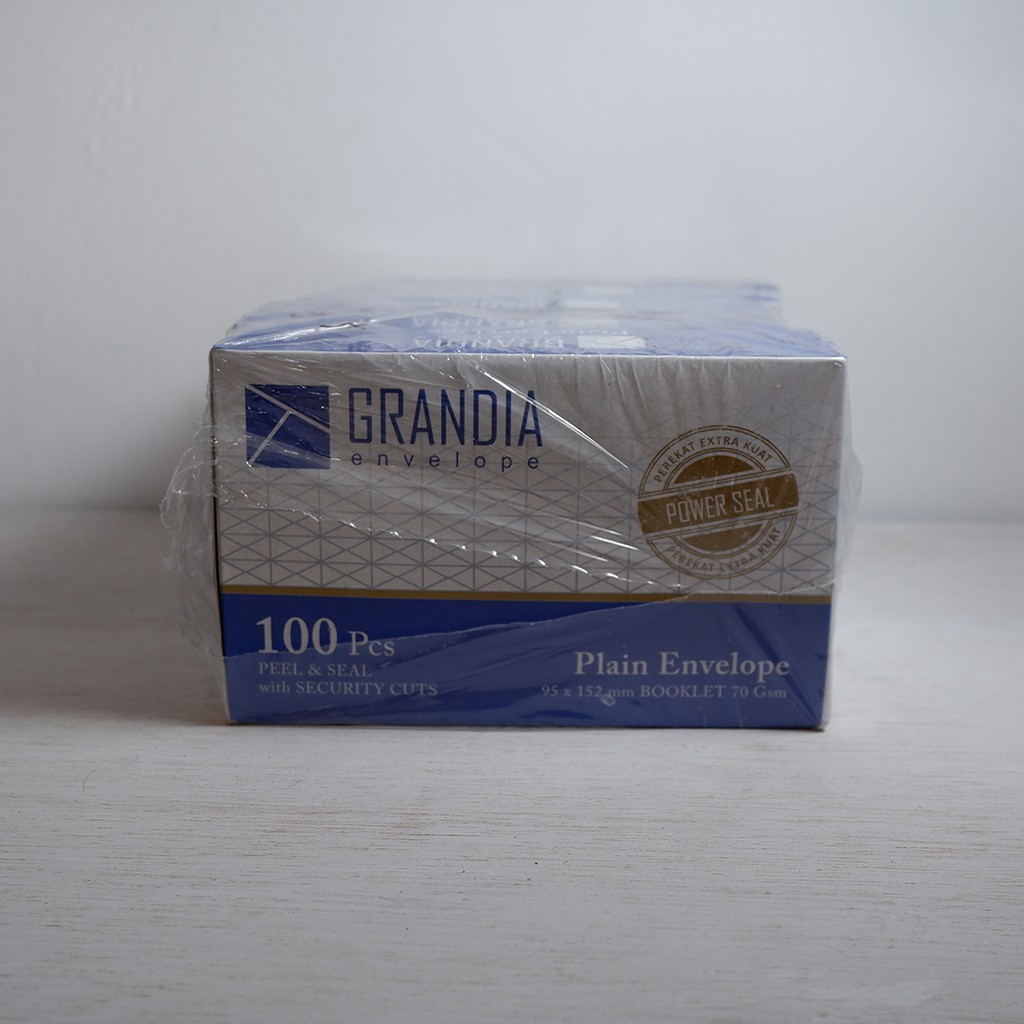 GRANDIA
envelope
PEREKAT EXTRA KUAT
POWER SEAL
PEREKAT EXTRA KUAT
100 Pcs
PEEL & SEAL
with SECURITY CUTS
Plain Envelope
95 x 152 mm BOOKLET 70 Gsm